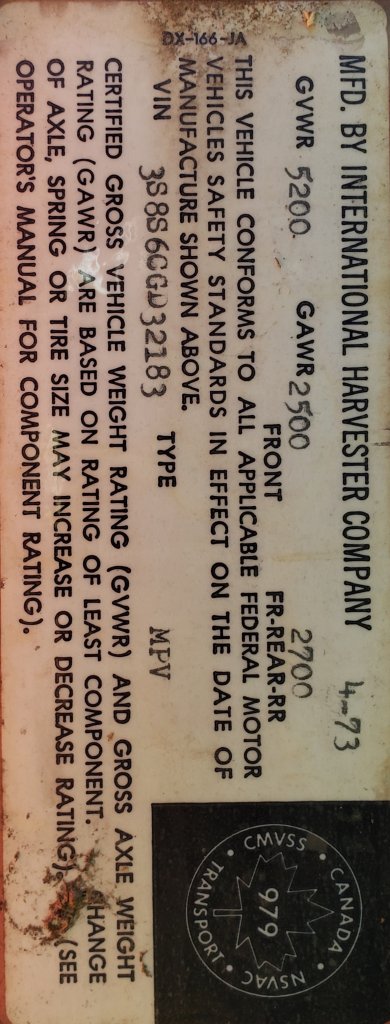 MFD. BY INTERNATIONAL HARVESTER COMPANY 4-73
GVWR 5200 GAWR 2500 2700
FRONT FR-REAR-RR
THIS VEHICLE CONFORMS TO ALL APPLICABLE FEDERAL MOTOR
VEHICLES SAFETY STANDARDS IN EFFECT ON THE DATE OF
MANUFACTURE SHOWN ABOVE.
VIN 3S8S6CGD32183 TYPE MPV
CERTIFIED GROSS VEHICLE WEIGHT RATING (GVWR) AND GROSS AXLE WEIGHT
RATING (GAWR) ARE BASED ON RATING OF LEAST COMPONENT. HANGE
OF AXLE, SPRING OR TIRE SIZE MAY INCREASE OR DECREASE RATING). (SEE
OPERATOR'S MANUAL FOR COMPONENT RATING).
DX-166-JA
CANADA
CMVSS
NSVAC
TRANSPORT
979